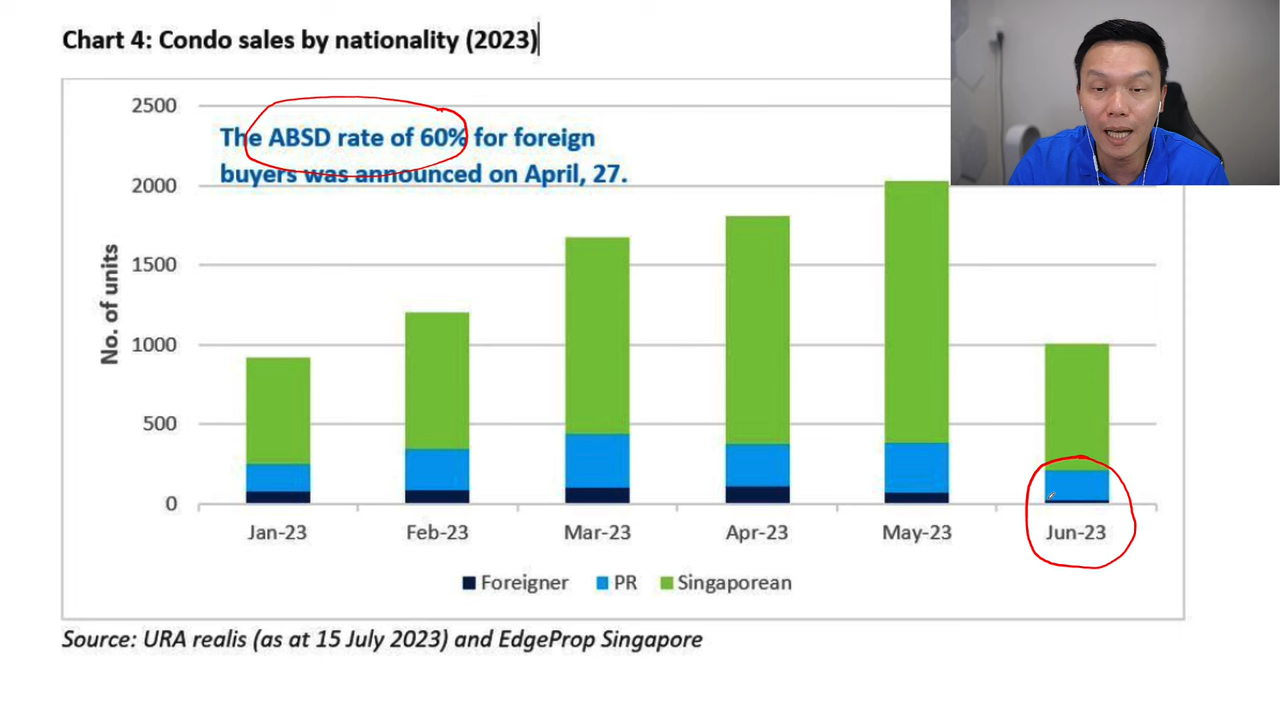 Chart 4: Condo sales by nationality (2023)
2500
The ABSD rate of 60% for foreign
buyers was announced on April, 27.
2000
1500
1000
500
0
No. of units
Jan-23 Feb-23 Mar-23 Apr-23 May-23 Jun-23
Foreigner PR Singaporean
Source: URA realis (as at 15 July 2023) and EdgeProp Singapore